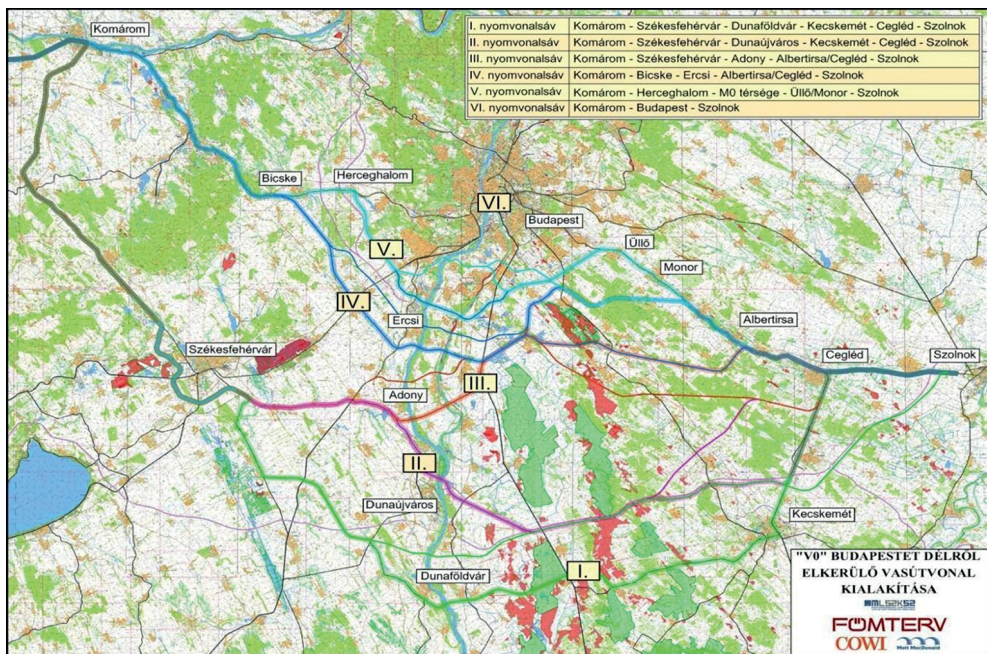 I. nyomvonalsáv Komárom - Székesfehérvár - Dunaföldvár - Kecskemét - Cegléd - Szolnok
II. nyomvonalsáv Komárom - Székesfehérvár - Dunaújváros - Kecskemét - Cegléd - Szolnok
III. nyomvonalsáv Komárom - Székesfehérvár - Adony - Albertirsa/Cegléd - Szolnok
IV. nyomvonalsáv Komárom - Bicske - Ercsi - Albertirsa/Cegléd - Szolnok
V. nyomvonalsáv Komárom - Herceghalom - M0 térsége - Üllő/Monor - Szolnok
VI. nyomvonalsáv Komárom - Budapest - Szolnok
Komárom
Bicske
Herceghalom
VI.
Budapest
V.
Üllő
Monor
IV.
Ercsi
Albertirsa
Székesfehérvár
Cegléd
Szolnok
III.
Adony
II.
Dunaújváros
Kecskemét
Dunaföldvár
I.
"V0" BUDAPESTET DÉLRŐL
ELKERÜLŐ VASÚTVONAL
KIALAKÍTÁSA
FŐMTERV
COWI Mott MacDonald